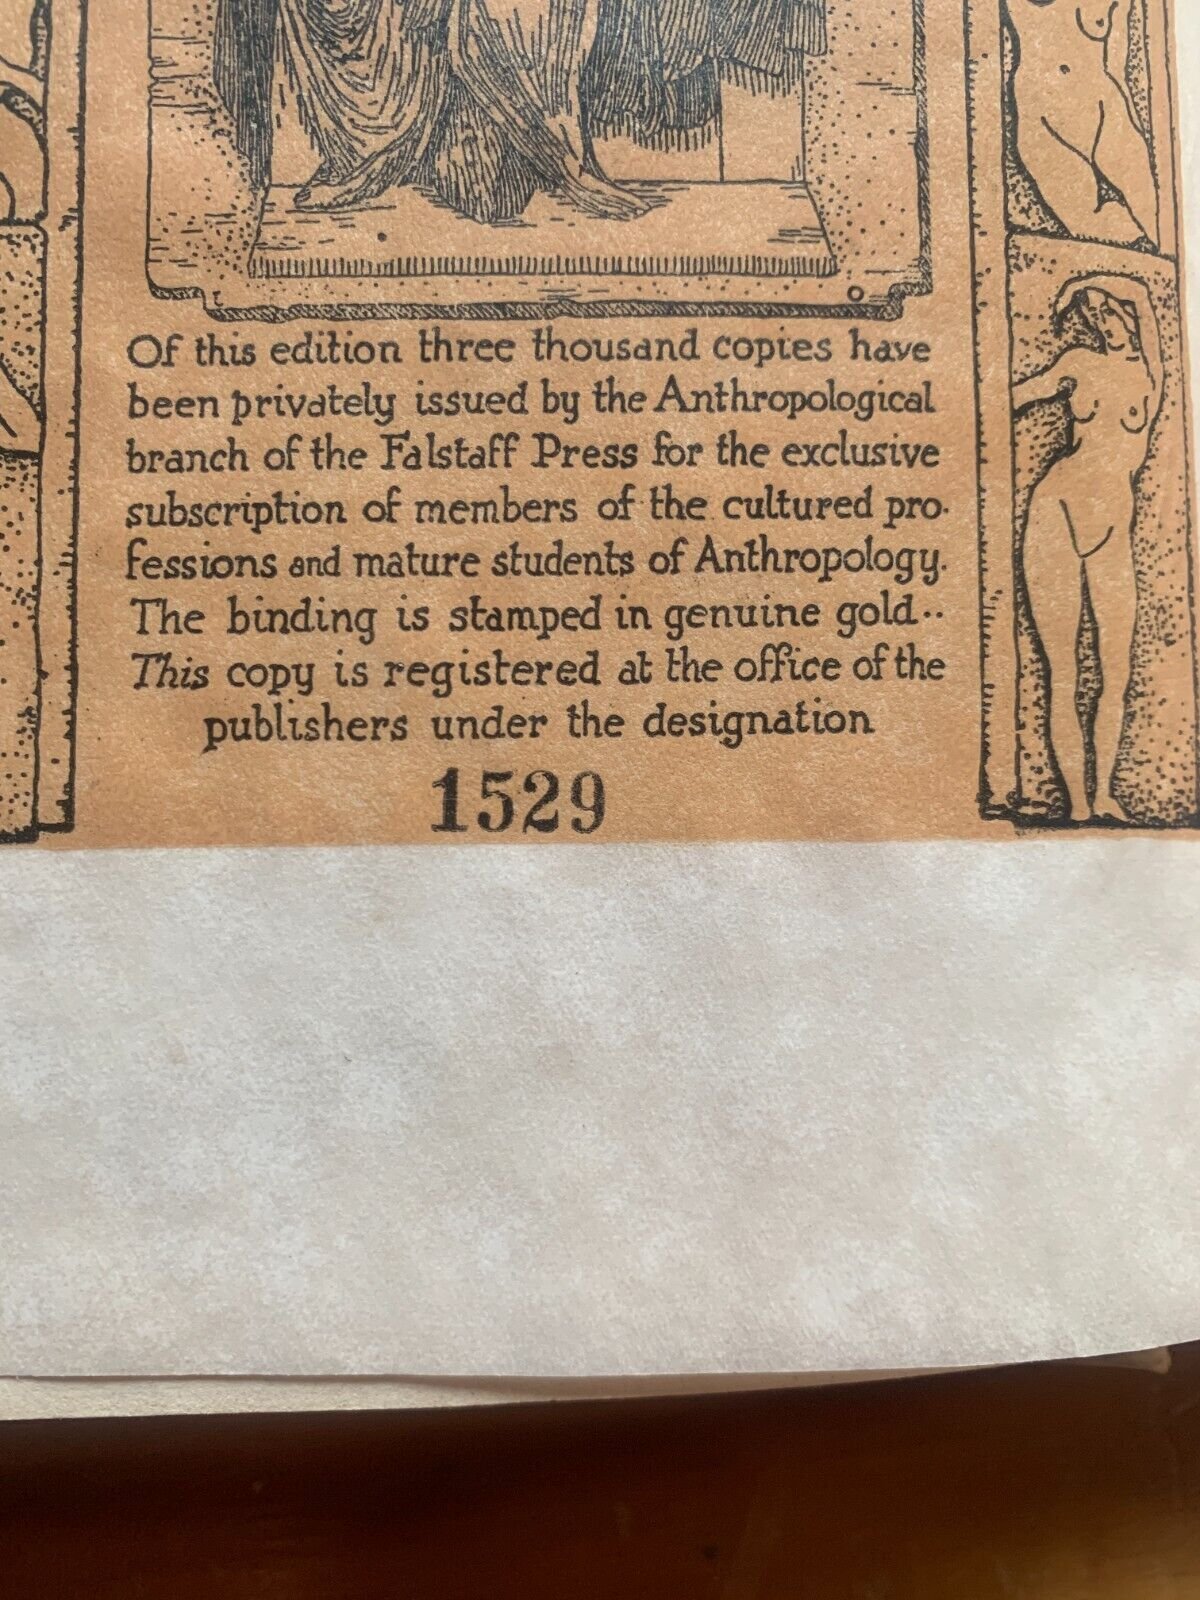 Of this edition three thousand copies have
been privately issued by the Anthropological
branch of the Falstaff Press for the exclusive
subscription of members of the cultured pro-
fessions and mature students of Anthropology.
The binding is stamped in genuine gold..
This copy is registered at the office of the
publishers under the designation
1529